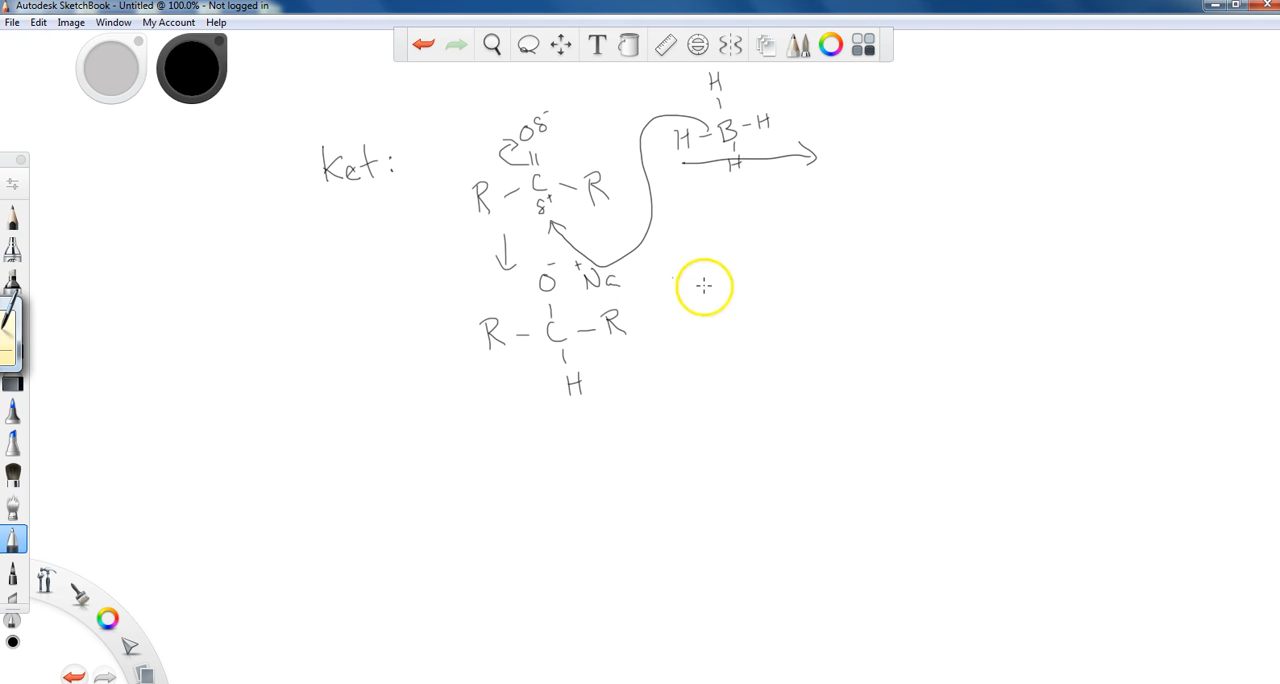 Autodesk SketchBook - Untitled @ 100.0% - Not logged in
File Edit Image Window My Account Help
T
H
Oδ⁻
H-B-H
H
Ket:
R-C-R
δ⁺
O⁻ ⁺Na
R-C-R
H